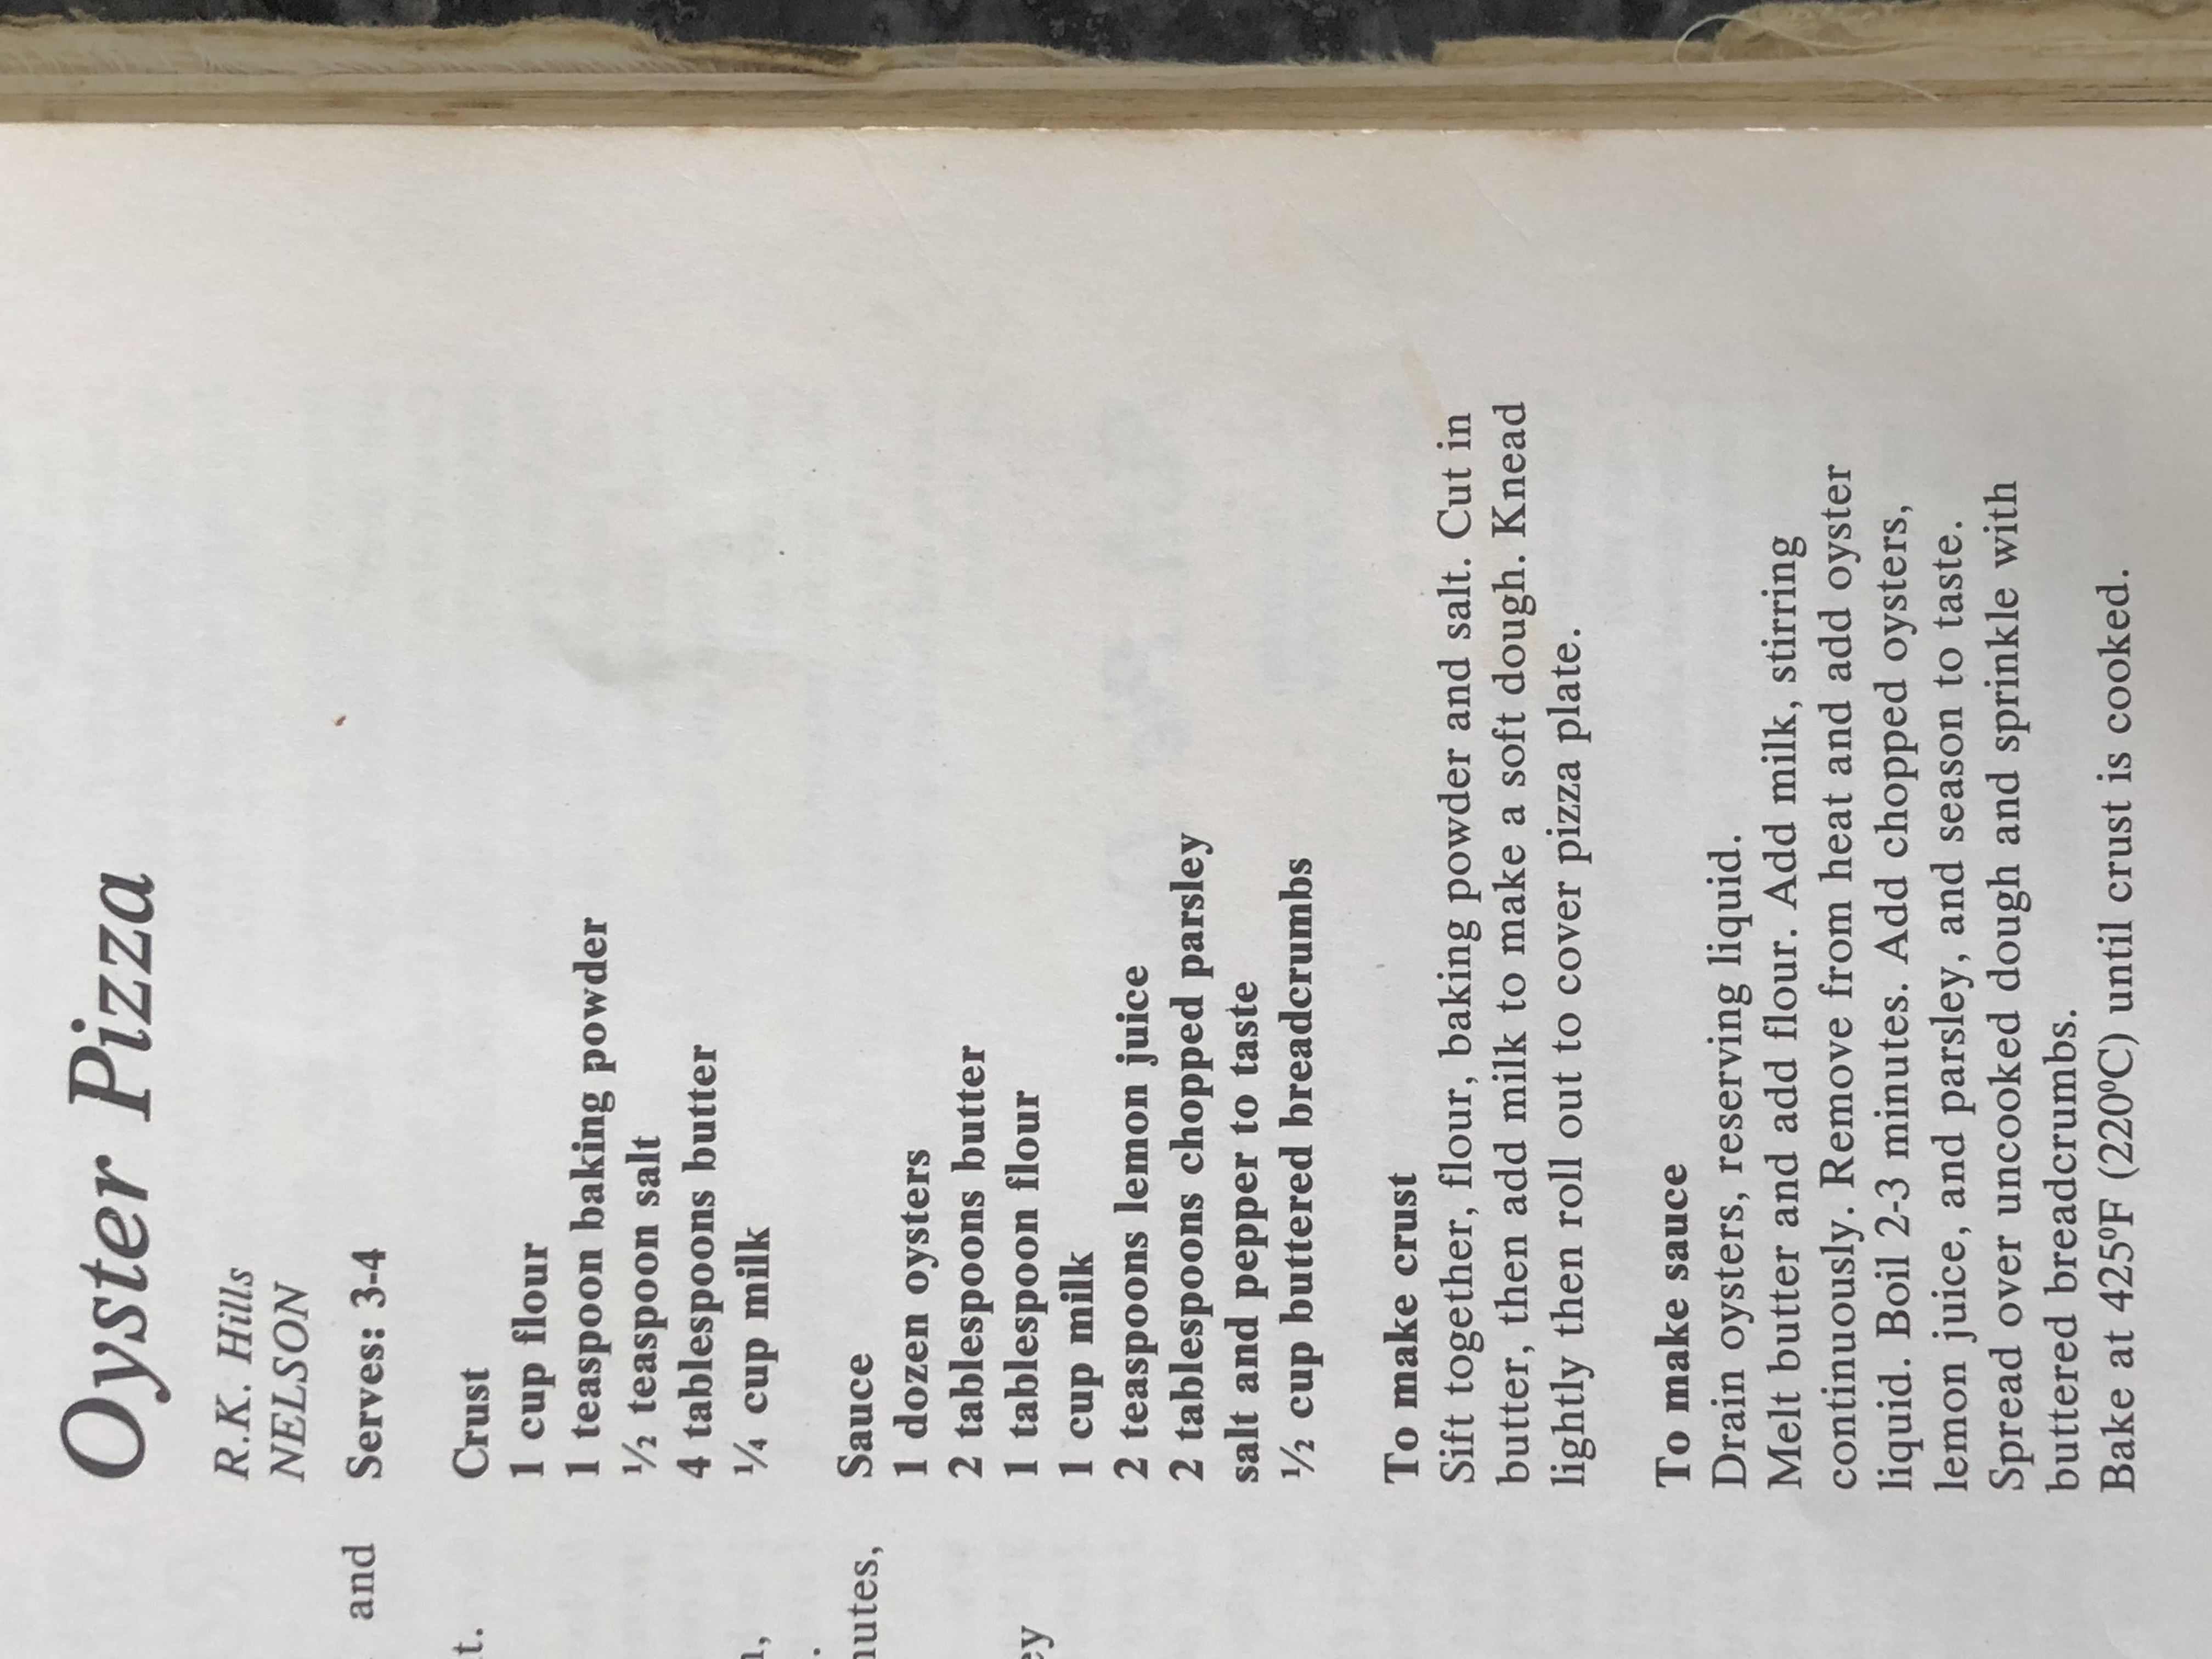 Oyster Pizza
R.K. Hills
NELSON
Serves: 3-4
Crust
1 cup flour
1 teaspoon baking powder
½ teaspoon salt
4 tablespoons butter
¼ cup milk
Sauce
1 dozen oysters
2 tablespoons butter
1 tablespoon flour
1 cup milk
2 teaspoons lemon juice
2 tablespoons chopped parsley
salt and pepper to taste
½ cup buttered breadcrumbs
To make crust
Sift together, flour, baking powder and salt. Cut in
butter, then add milk to make a soft dough. Knead
lightly then roll out to cover pizza plate.
To make sauce
Drain oysters, reserving liquid.
Melt butter and add flour. Add milk, stirring
continuously. Remove from heat and add oyster
liquid. Boil 2-3 minutes. Add chopped oysters,
lemon juice, and parsley, and season to taste.
Spread over uncooked dough and sprinkle with
buttered breadcrumbs.
Bake at 425ºF (220ºC) until crust is cooked.
and